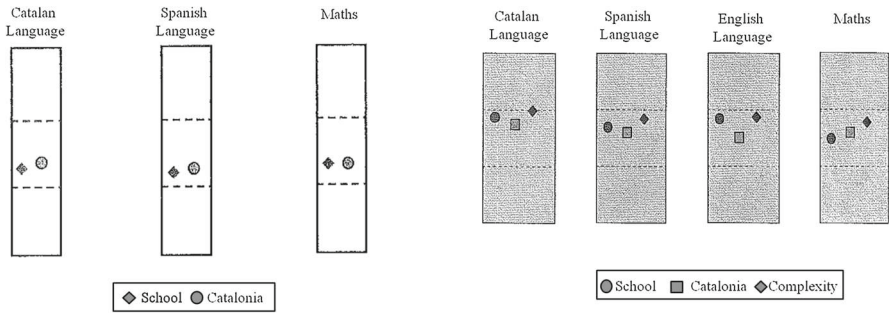 Catalan
Language
Spanish
Language
Maths
School
Catalonia
Catalan
Language
Spanish
Language
English
Language
Maths
School
Catalonia
Complexity